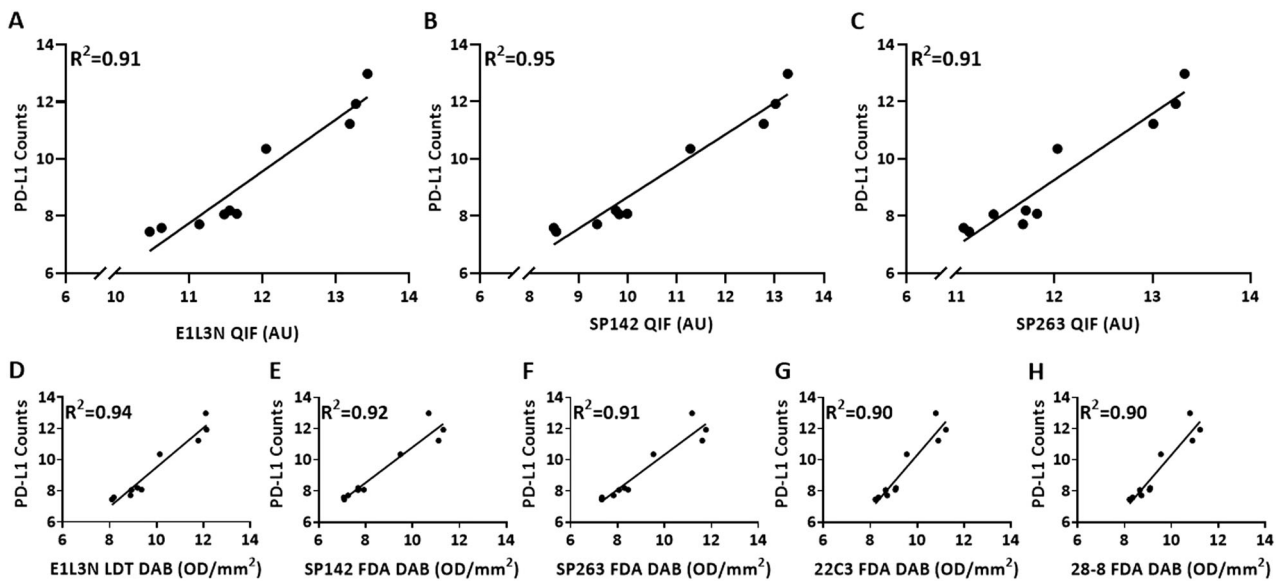 A
B
C
R²=0.91
R²=0.95
R²=0.91
PD-L1 Counts
PD-L1 Counts
PD-L1 Counts
14
12
10
8
6
14
12
10
8
6
14
12
10
8
6
6 10 11 12 13 14
6 8 9 10 11 12 13 14
6 11 12 13 14
E1L3N QIF (AU)
SP142 QIF (AU)
SP263 QIF (AU)
D
E
F
G
H
R²=0.94
R²=0.92
R²=0.91
R²=0.90
R²=0.90
PD-L1 Counts
PD-L1 Counts
PD-L1 Counts
PD-L1 Counts
PD-L1 Counts
14
12
10
8
6
14
12
10
8
6
14
12
10
8
6
14
12
10
8
6
14
12
10
8
6
6 8 10 12 14
6 8 10 12 14
6 8 10 12 14
6 8 10 12 14
6 8 10 12 14
E1L3N LDT DAB (OD/mm²)
SP142 FDA DAB (OD/mm²)
SP263 FDA DAB (OD/mm²)
22C3 FDA DAB (OD/mm²)
28-8 FDA DAB (OD/mm²)